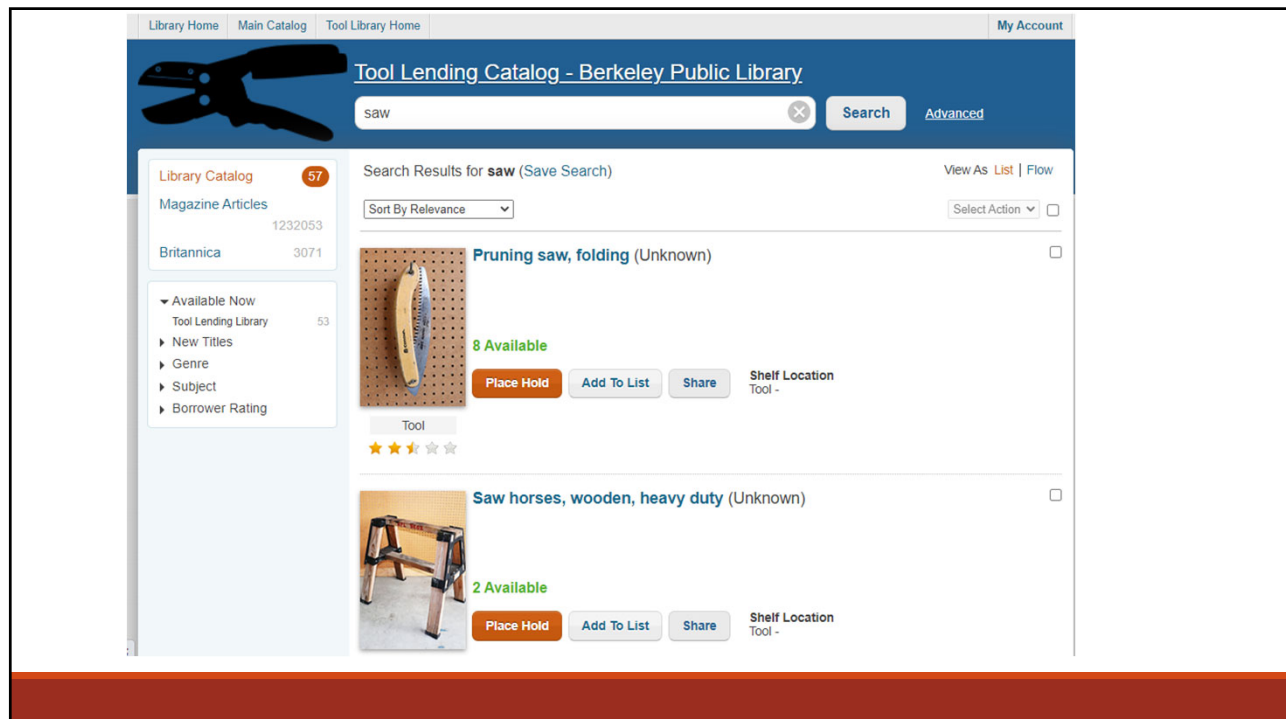 Library Home Main Catalog Tool Library Home My Account
Tool Lending Catalog - Berkeley Public Library
saw Search Advanced
Library Catalog 57
Magazine Articles
1232053
Britannica 3071
Available Now
Tool Lending Library 53
New Titles
Genre
Subject
Borrower Rating
Search Results for saw (Save Search) View As List | Flow
Sort By Relevance Select Action
Pruning saw, folding (Unknown)
8 Available
Place Hold Add To List Share Shelf Location
Tool -
Tool
Saw horses, wooden, heavy duty (Unknown)
2 Available
Place Hold Add To List Share Shelf Location
Tool -